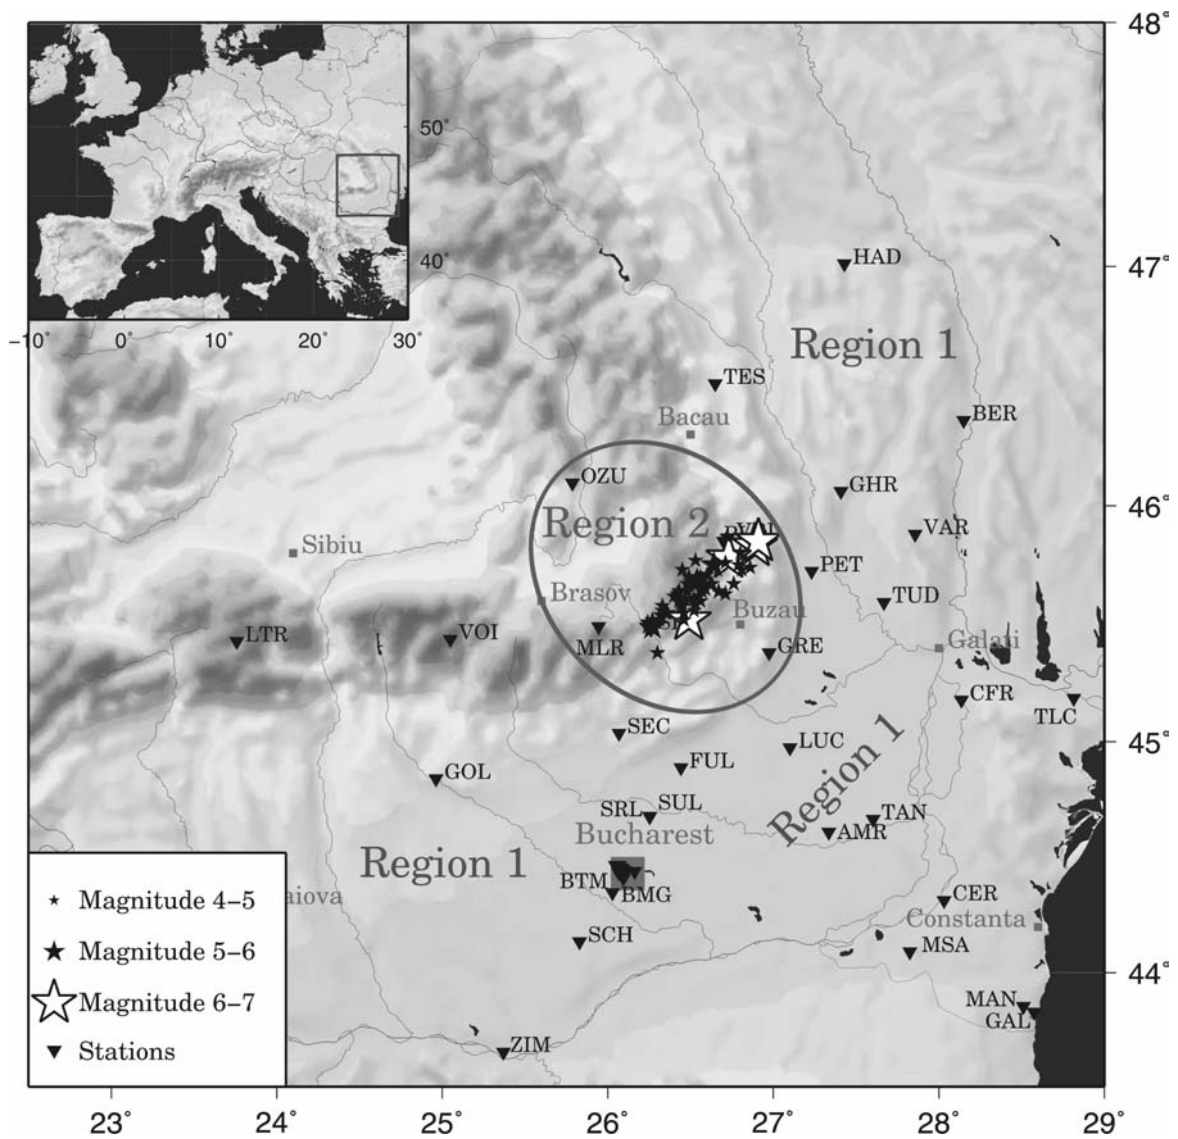 48°
50°
40°
-10°
0°
10°
20°
30°
HAD
47°
Region 1
TES
BER
Bacau
OZU
GHR
46°
Region 2
VAR
Sibiu
PET
Brasov
TUD
Buzau
LTR
VOI
MLR
GRE
Galati
CFR
TLC
SEC
45°
LUC
FUL
GOL
Region 1
SRL
SUL
TAN
AMR
Bucharest
Region 1
BTM
BMG
aiova
CER
Constanta
SCH
MSA
44°
MAN
GAL
ZIM
Magnitude 4-5
Magnitude 5-6
Magnitude 6-7
Stations
23°
24°
25°
26°
27°
28°
29°